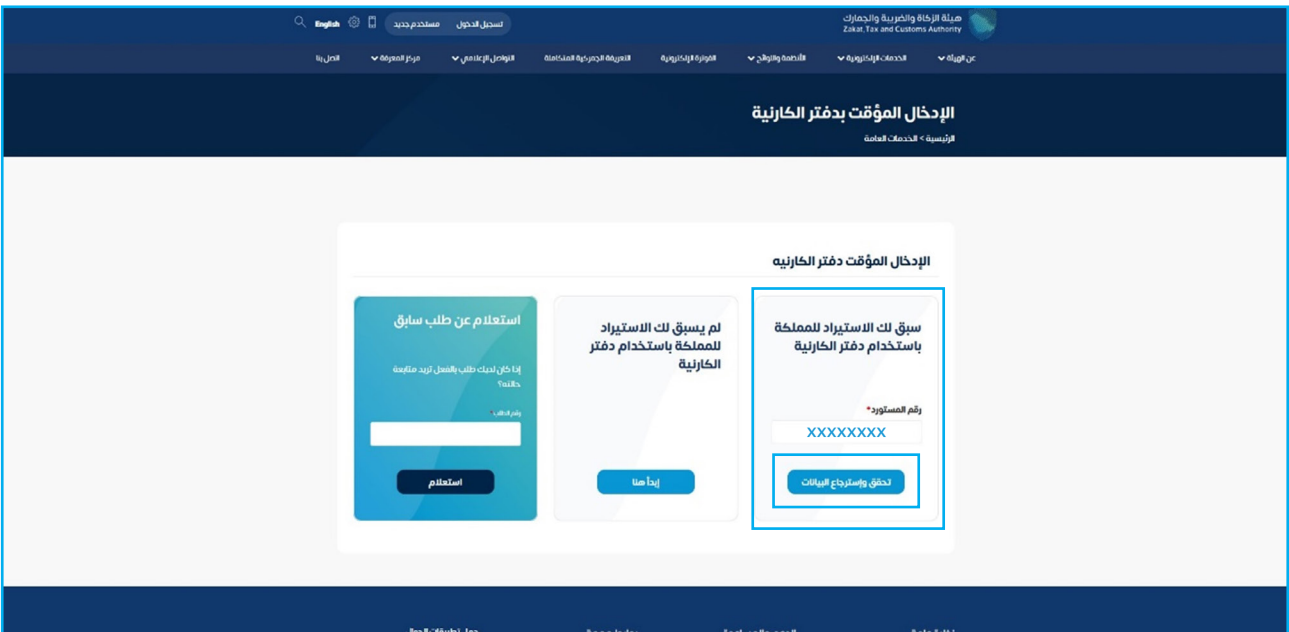 هيئة الزكاة والضريبة والجمارك
Zakat, Tax and Customs Authority
تسجيل الدخول
مستخدم جديد
English
عن الهيئة
الخدمات الإلكترونية
الأنظمة واللوائح
الفوترة الإلكترونية
التعريفة الجمركية المتكاملة
التواصل الإعلامي
مركز المعرفة
اتصل بنا
الإدخال المؤقت بدفتر الكارنية
الرئيسية > الخدمات العامة
الإدخال المؤقت دفتر الكارنيه
سبق لك الاستيراد للمملكة
باستخدام دفتر الكارنية
رقم المستورد*
XXXXXXXX
تحقق وإسترجاع البيانات
لم يسبق لك الاستيراد
للمملكة باستخدام دفتر
الكارنية
إبدأ هنا
استعلام عن طلب سابق
إذا كان لديك طلب بالفعل تريد متابعة
حالته؟
رقم الطلب*
استعلام